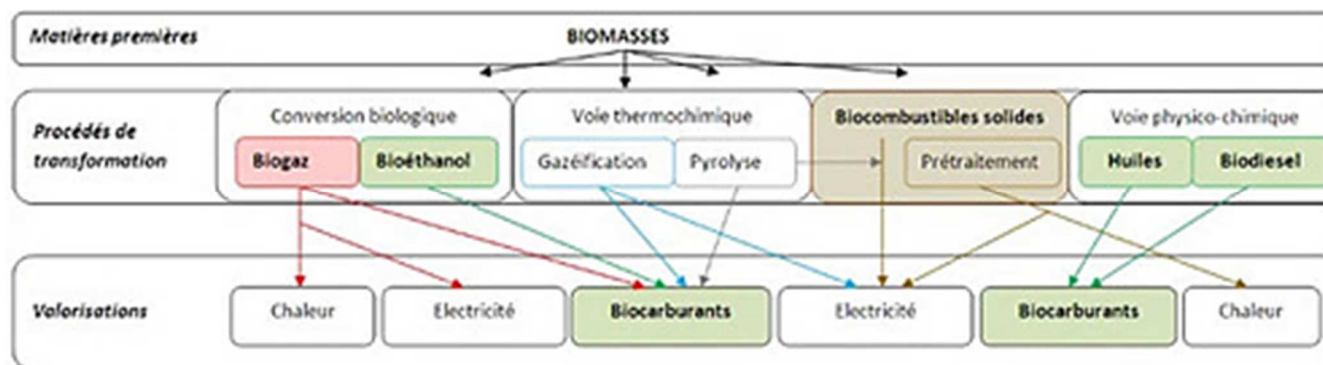 Matières premières
BIOMASSES
Procédés de
transformation
Conversion biologique
Biogaz
Bioéthanol
Voie thermochimique
Gazéification
Pyrolyse
Biocombustibles solides
Prétraitement
Voie physico-chimique
Huiles
Biodiesel
Valorisations
Chaleur
Electricité
Biocarburants
Electricité
Biocarburants
Chaleur